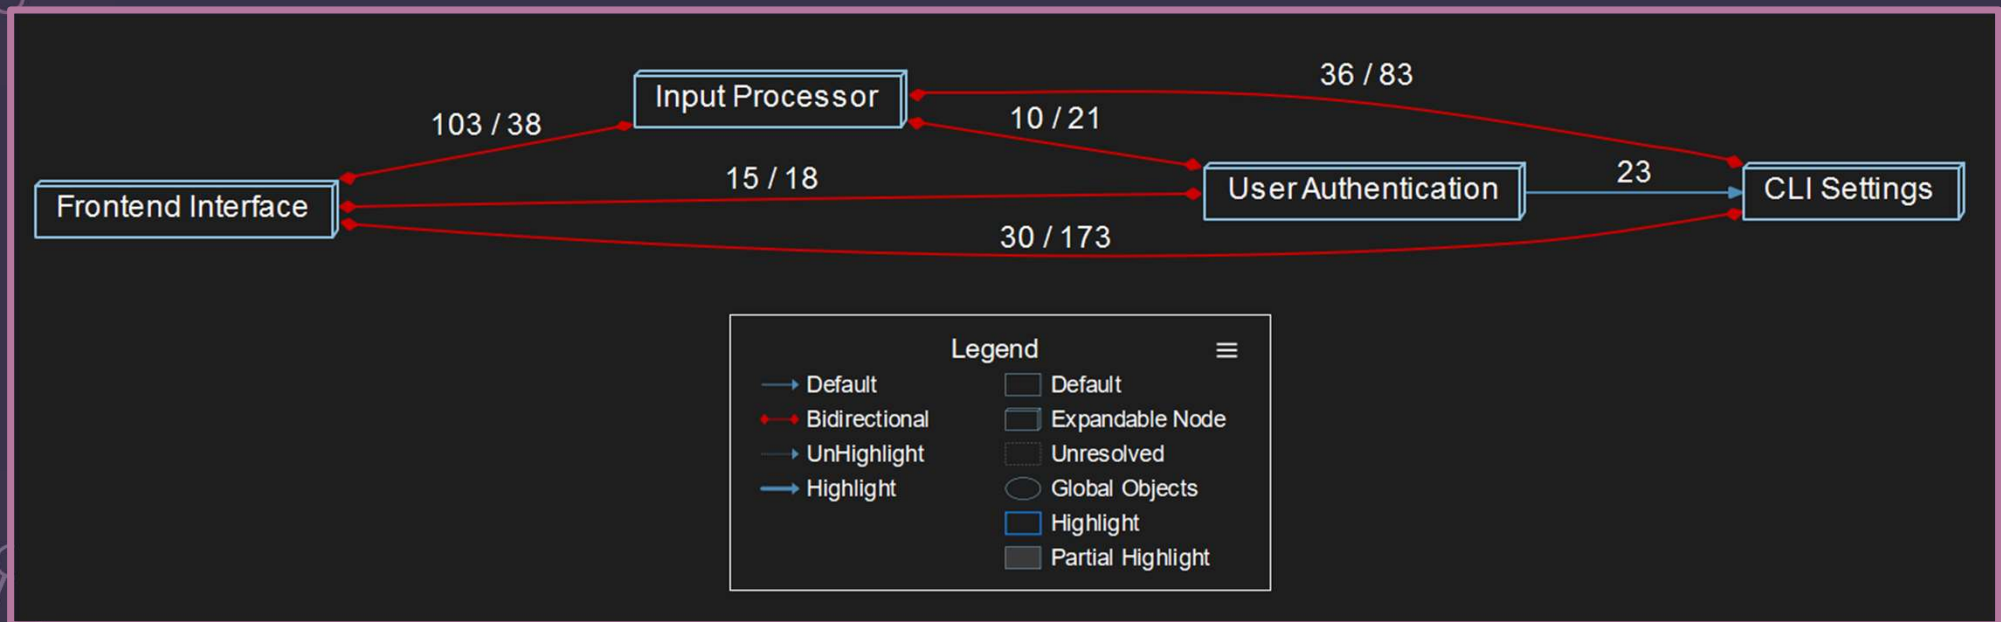 36 / 83
Input Processor
103 / 38
10 / 21
15 / 18
23
User Authentication
CLI Settings
Frontend Interface
30 / 173
Legend
Default
Bidirectional
UnHighlight
Highlight
Default
Expandable Node
Unresolved
Global Objects
Highlight
Partial Highlight